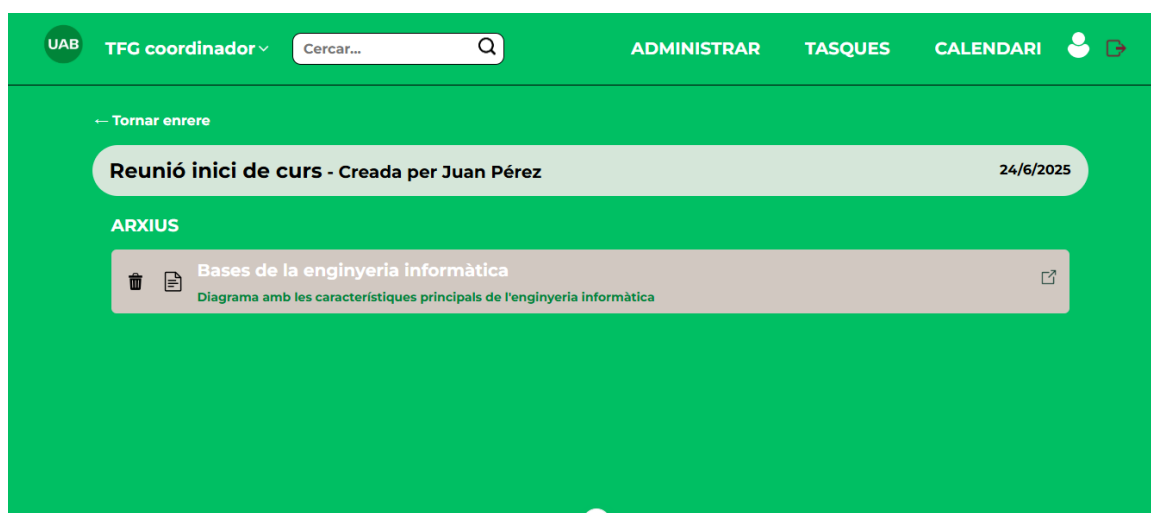 UAB
TFG coordinador
Cercar...
ADMINISTRAR
TASQUES
CALENDARI
← Tornar enrere
Reunió inici de curs - Creada per Juan Pérez
24/6/2025
ARXIUS
Bases de la enginyeria informàtica
Diagrama amb les característiques principals de l'enginyeria informàtica